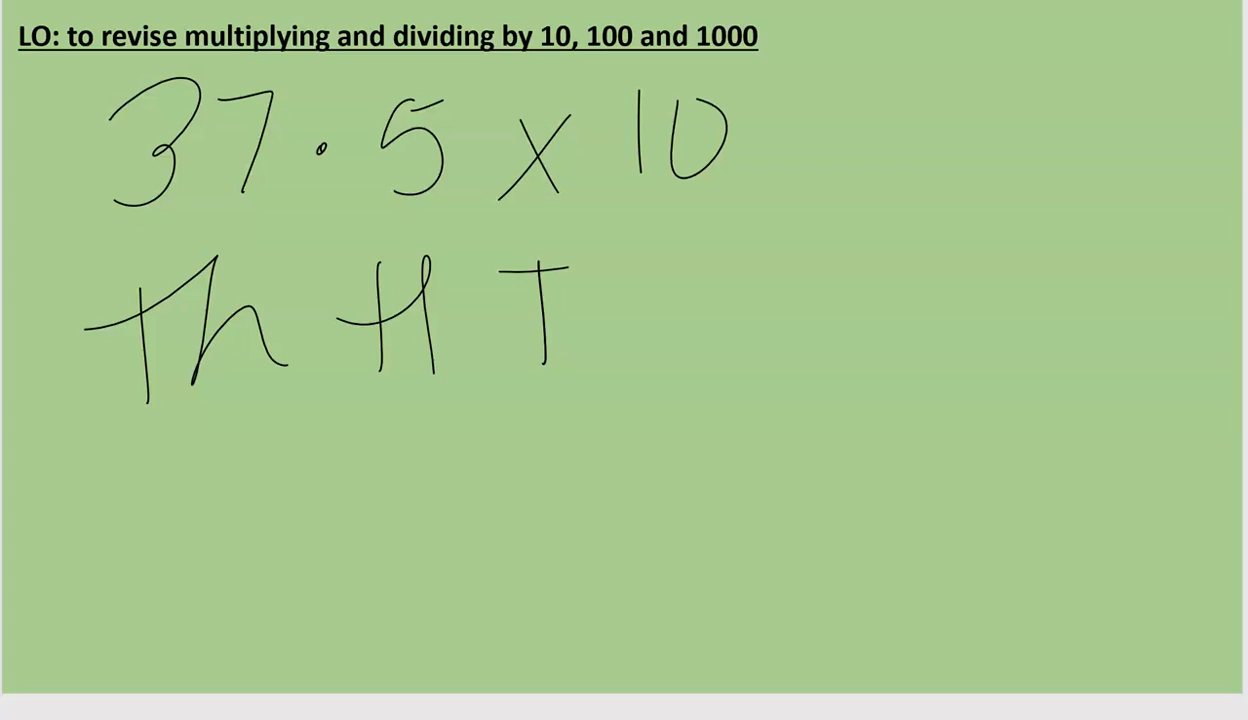 LO: to revise multiplying and dividing by 10, 100 and 1000
37.5 x 10
Th H T